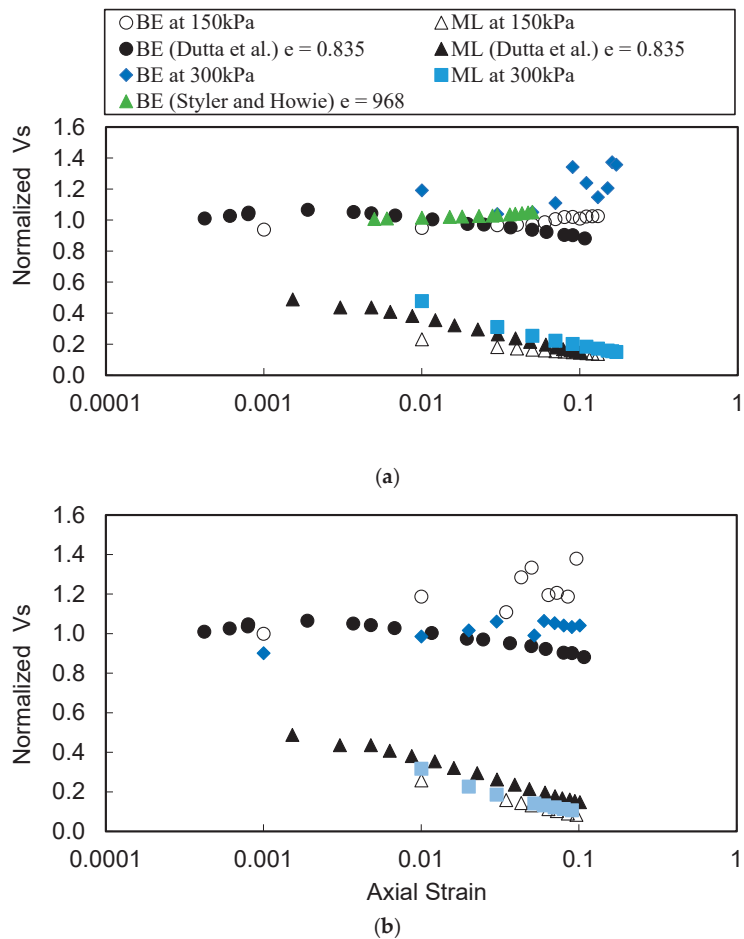 BE at 150kPa ML at 150kPa
BE (Dutta et al.) e = 0.835 ML (Dutta et al.) e = 0.835
BE at 300kPa ML at 300kPa
BE (Styler and Howie) e = 968
1.6
1.4
1.2
1.0
0.8
0.6
0.4
0.2
0.0
Normalized Vs
0.0001 0.001 0.01 0.1 1
(a)
1.6
1.4
1.2
1.0
0.8
0.6
0.4
0.2
0.0
Normalized Vs
0.0001 0.001 0.01 0.1 1
Axial Strain
(b)